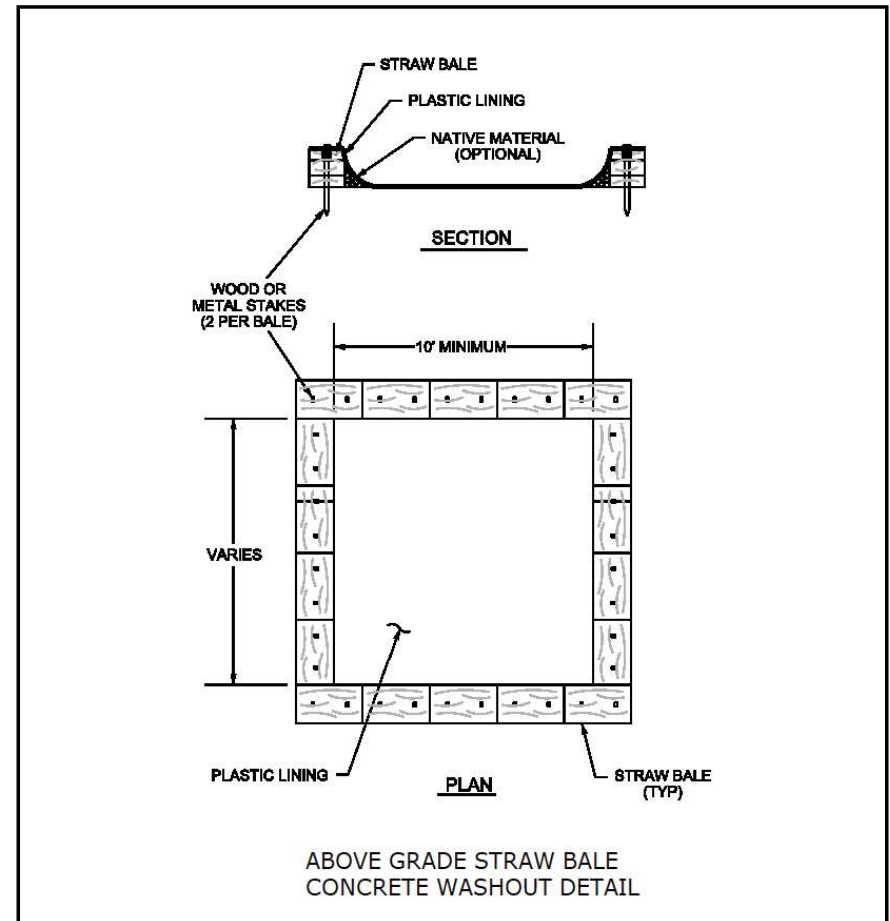 STRAW BALE
PLASTIC LINING
NATIVE MATERIAL
(OPTIONAL)
SECTION
WOOD OR
METAL STAKES
(2 PER BALE)
10' MINIMUM
VARIES
PLASTIC LINING
PLAN
STRAW BALE
(TYP)
ABOVE GRADE STRAW BALE
CONCRETE WASHOUT DETAIL